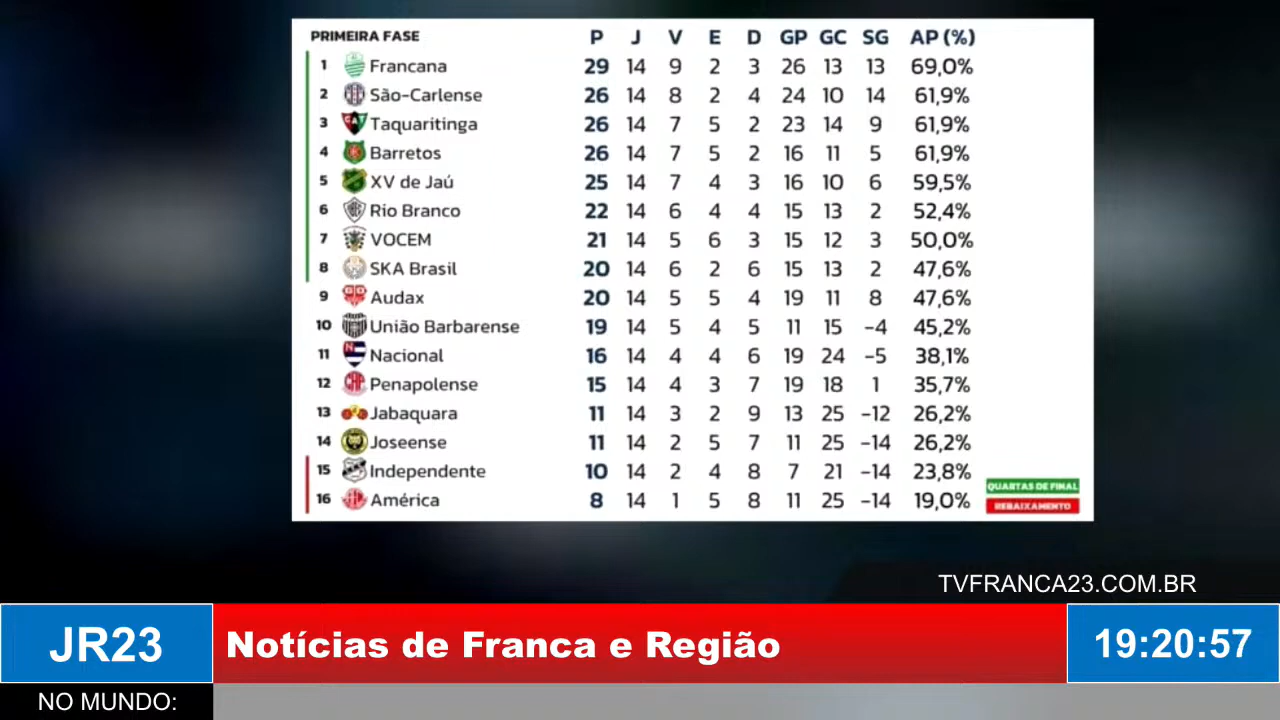 PRIMEIRA FASE P J V E D GP GC SG AP (%)
1 Francana 29 14 9 2 3 26 13 13 69,0%
2 São-Carlense 26 14 8 2 4 24 10 14 61,9%
3 Taquaritinga 26 14 7 5 2 23 14 9 61,9%
4 Barretos 26 14 7 5 2 16 11 5 61,9%
5 XV de Jaú 25 14 7 4 3 16 10 6 59,5%
6 Rio Branco 22 14 6 4 4 15 13 2 52,4%
7 VOCEM 21 14 5 6 3 15 12 3 50,0%
8 SKA Brasil 20 14 6 2 6 15 13 2 47,6%
9 Audax 20 14 5 5 4 19 11 8 47,6%
10 União Barbarense 19 14 5 4 5 11 15 -4 45,2%
11 Nacional 16 14 4 4 6 19 24 -5 38,1%
12 Penapolense 15 14 4 3 7 19 18 1 35,7%
13 Jabaquara 11 14 3 2 9 13 25 -12 26,2%
14 Joseense 11 14 2 5 7 11 25 -14 26,2%
15 Independente 10 14 2 4 8 7 21 -14 23,8%
16 América 8 14 1 5 8 11 25 -14 19,0%
QUARTAS DE FINAL
REBAIXAMENTO
TVFRANCA23.COM.BR
JR23 Notícias de Franca e Região 19:20:57
NO MUNDO: